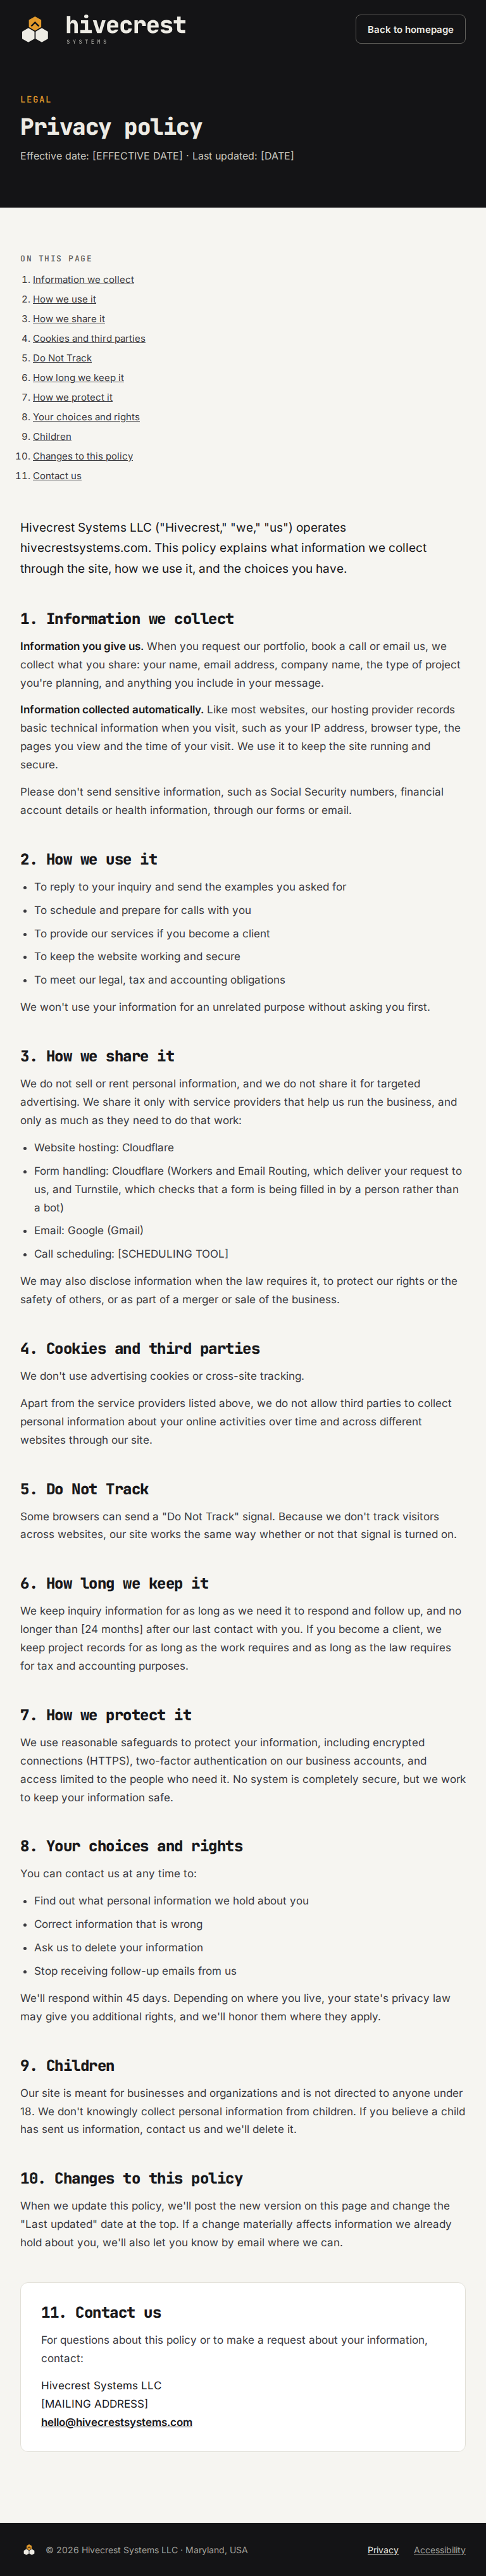 hivecrest
SYSTEMS
Back to homepage
LEGAL
Privacy policy
Effective date: [EFFECTIVE DATE] · Last updated: [DATE]
ON THIS PAGE
1. Information we collect
2. How we use it
3. How we share it
4. Cookies and third parties
5. Do Not Track
6. How long we keep it
7. How we protect it
8. Your choices and rights
9. Children
10. Changes to this policy
11. Contact us
Hivecrest Systems LLC ("Hivecrest," "we," "us") operates
hivecrestsystems.com. This policy explains what information we collect
through the site, how we use it, and the choices you have.
1. Information we collect
Information you give us. When you request our portfolio, book a call or email us, we
collect what you share: your name, email address, company name, the type of project
you're planning, and anything you include in your message.
Information collected automatically. Like most websites, our hosting provider records
basic technical information when you visit, such as your IP address, browser type, the
pages you view and the time of your visit. We use it to keep the site running and
secure.
Please don't send sensitive information, such as Social Security numbers, financial
account details or health information, through our forms or email.
2. How we use it
• To reply to your inquiry and send the examples you asked for
• To schedule and prepare for calls with you
• To provide our services if you become a client
• To keep the website working and secure
• To meet our legal, tax and accounting obligations
We won't use your information for an unrelated purpose without asking you first.
3. How we share it
We do not sell or rent personal information, and we do not share it for targeted
advertising. We share it only with service providers that help us run the business, and
only as much as they need to do that work:
• Website hosting: Cloudflare
• Form handling: Cloudflare (Workers and Email Routing, which deliver your request to
us, and Turnstile, which checks that a form is being filled in by a person rather than
a bot)
• Email: Google (Gmail)
• Call scheduling: [SCHEDULING TOOL]
We may also disclose information when the law requires it, to protect our rights or the
safety of others, or as part of a merger or sale of the business.
4. Cookies and third parties
We don't use advertising cookies or cross-site tracking.
Apart from the service providers listed above, we do not allow third parties to collect
personal information about your online activities over time and across different
websites through our site.
5. Do Not Track
Some browsers can send a "Do Not Track" signal. Because we don't track visitors
across websites, our site works the same way whether or not that signal is turned on.
6. How long we keep it
We keep inquiry information for as long as we need it to respond and follow up, and no
longer than [24 months] after our last contact with you. If you become a client, we
keep project records for as long as the work requires and as long as the law requires
for tax and accounting purposes.
7. How we protect it
We use reasonable safeguards to protect your information, including encrypted
connections (HTTPS), two-factor authentication on our business accounts, and
access limited to the people who need it. No system is completely secure, but we work
to keep your information safe.
8. Your choices and rights
You can contact us at any time to:
• Find out what personal information we hold about you
• Correct information that is wrong
• Ask us to delete your information
• Stop receiving follow-up emails from us
We'll respond within 45 days. Depending on where you live, your state's privacy law
may give you additional rights, and we'll honor them where they apply.
9. Children
Our site is meant for businesses and organizations and is not directed to anyone under
18. We don't knowingly collect personal information from children. If you believe a child
has sent us information, contact us and we'll delete it.
10. Changes to this policy
When we update this policy, we'll post the new version on this page and change the
"Last updated" date at the top. If a change materially affects information we already
hold about you, we'll also let you know by email where we can.
11. Contact us
For questions about this policy or to make a request about your information,
contact:
Hivecrest Systems LLC
[MAILING ADDRESS]
hello@hivecrestsystems.com
© 2026 Hivecrest Systems LLC · Maryland, USA
Privacy
Accessibility